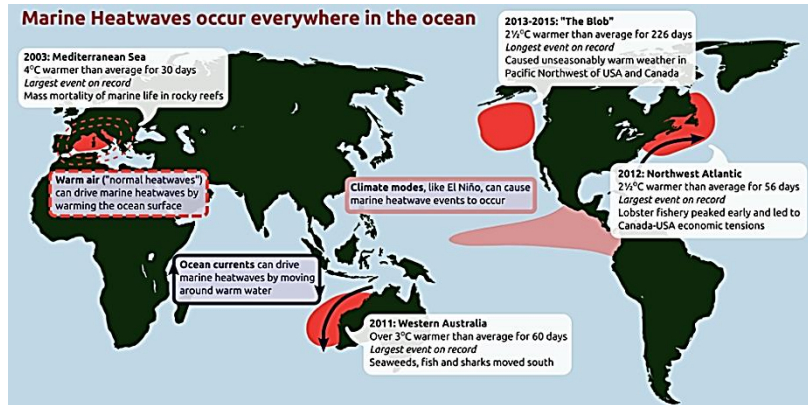 Marine Heatwaves occur everywhere in the ocean
2003: Mediterranean Sea
4°C warmer than average for 30 days
Largest event on record
Mass mortality of marine life in rocky reefs
2013-2015: "The Blob"
2½°C warmer than average for 226 days
Longest event on record
Caused unseasonably warm weather in
Pacific Northwest of USA and Canada
Warm air ("normal heatwaves")
can drive marine heatwaves by
warming the ocean surface
Climate modes, like El Niño, can cause
marine heatwave events to occur
2012: Northwest Atlantic
2½°C warmer than average for 56 days
Largest event on record
Lobster fishery peaked early and led to
Canada-USA economic tensions
Ocean currents can drive
marine heatwaves by moving
around warm water
2011: Western Australia
Over 3°C warmer than average for 60 days
Largest event on record
Seaweeds, fish and sharks moved south